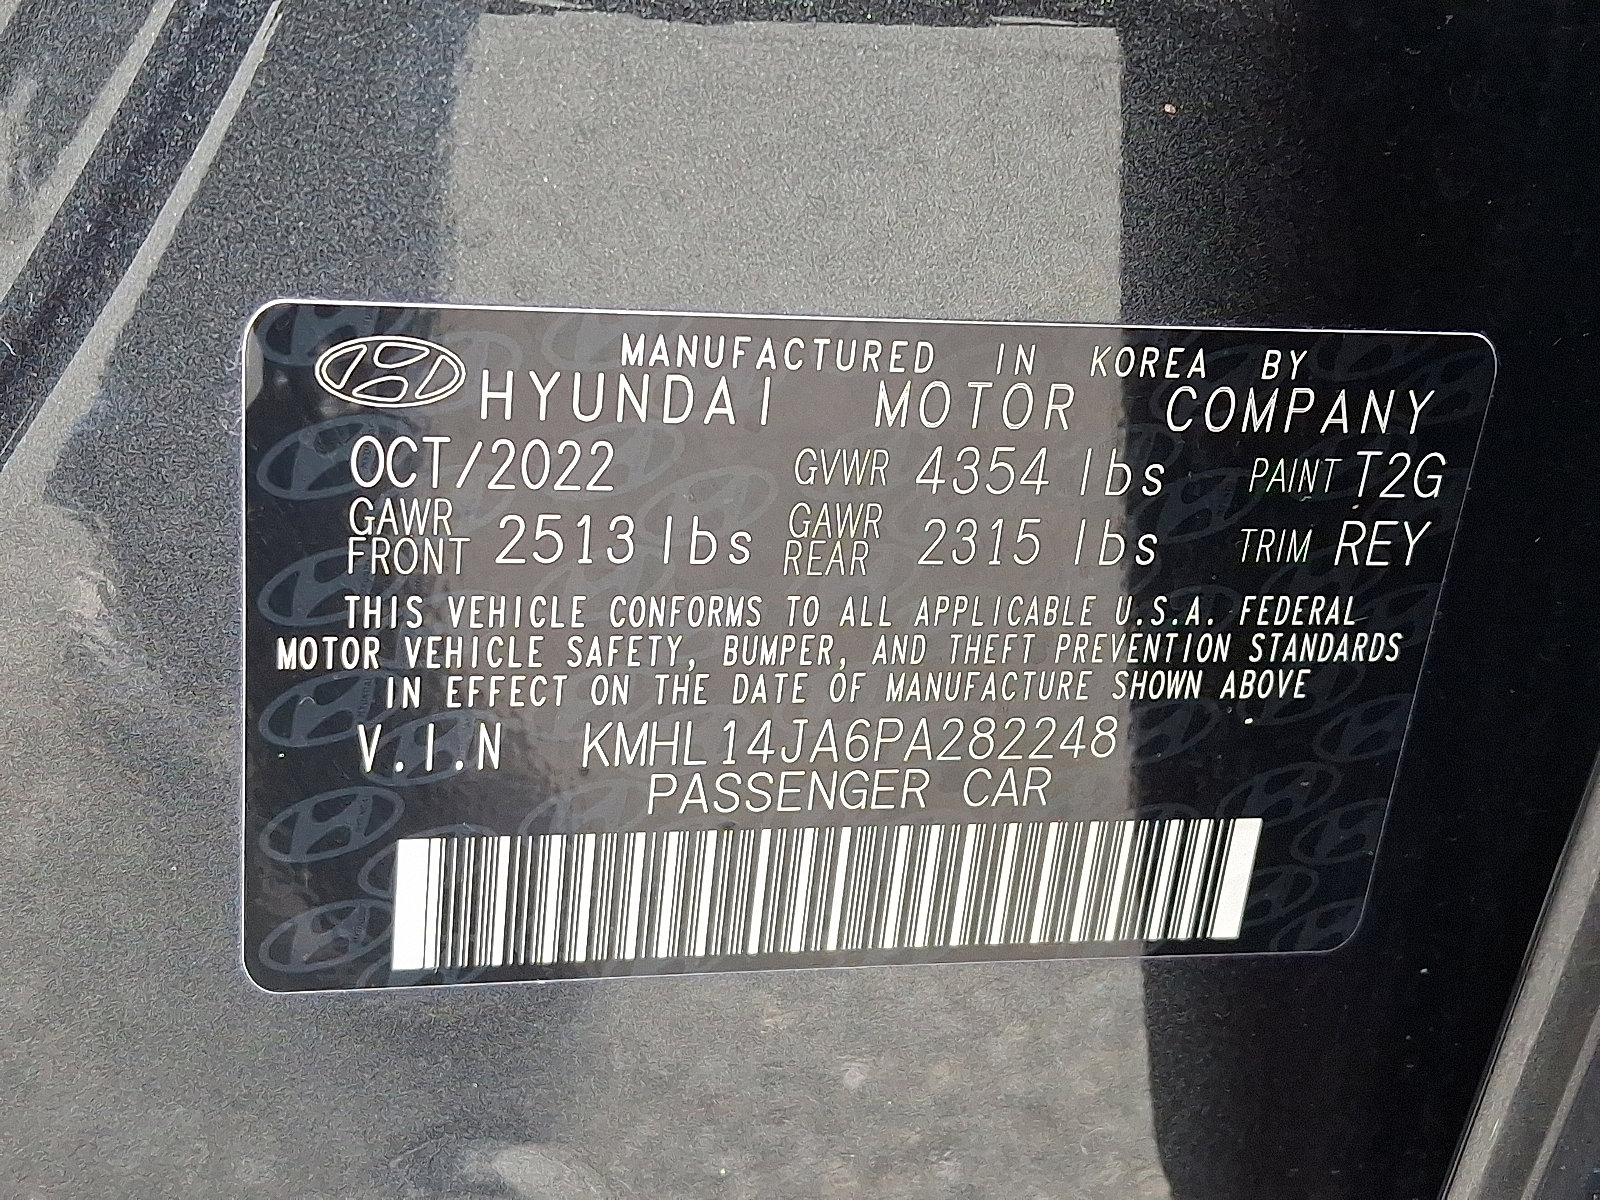 MANUFACTURED IN KOREA BY
HYUNDAI MOTOR COMPANY
OCT/2022 GVWR 4354 lbs PAINT T2G
GAWR FRONT 2513 lbs GAWR REAR 2315 lbs TRIM REY
THIS VEHICLE CONFORMS TO ALL APPLICABLE U.S.A. FEDERAL
MOTOR VEHICLE SAFETY, BUMPER, AND THEFT PREVENTION STANDARDS
IN EFFECT ON THE DATE OF MANUFACTURE SHOWN ABOVE
V.I.N KMHL14JA6PA282248
PASSENGER CAR